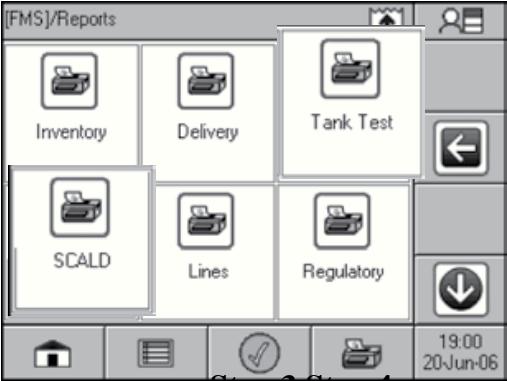 [FMS]/Reports
Inventory
Delivery
Tank Test
SCALD
Lines
Regulatory
19:00
20-Jun-06